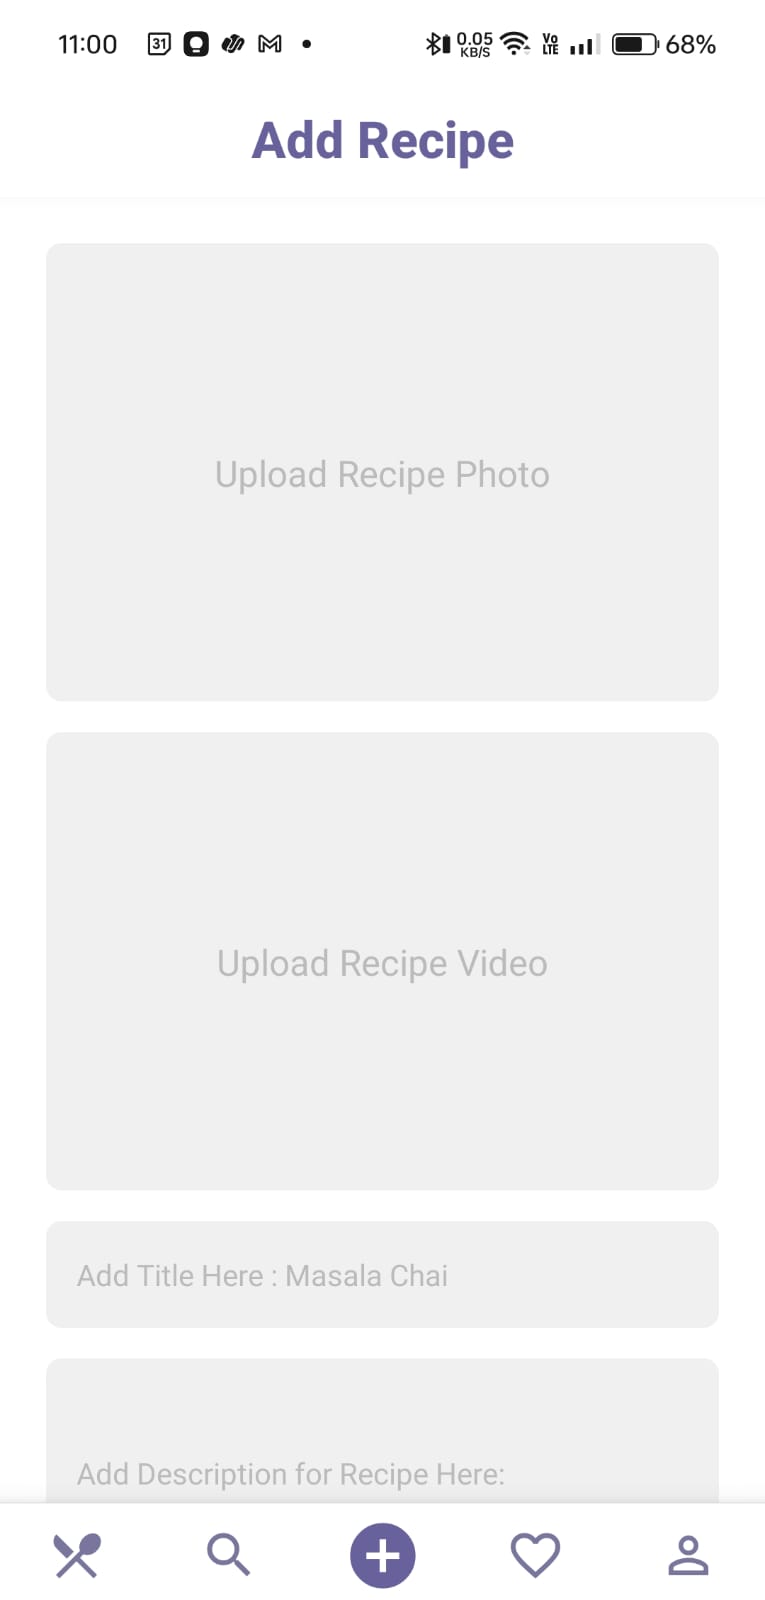 11:00 31 0.05 KB/S Vo LTE 68%
Add Recipe
Upload Recipe Photo
Upload Recipe Video
Add Title Here : Masala Chai
Add Description for Recipe Here: